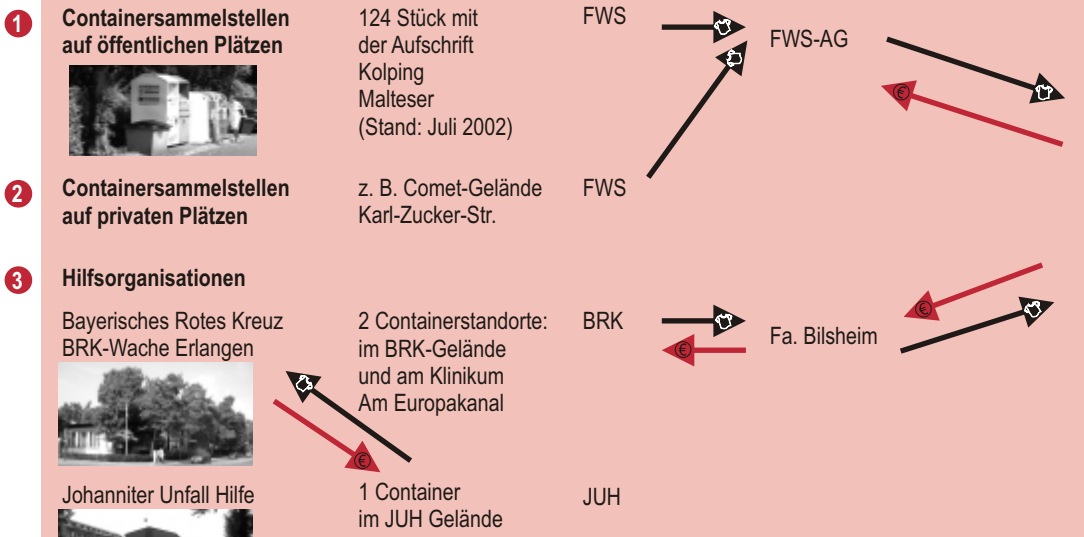 1
Containersammelstellen
auf öffentlichen Plätzen
124 Stück mit
der Aufschrift
Kolping
Malteser
(Stand: Juli 2002)
FWS
FWS-AG
€
2
Containersammelstellen
auf privaten Plätzen
z. B. Comet-Gelände
Karl-Zucker-Str.
FWS
3
Hilfsorganisationen
Bayerisches Rotes Kreuz
BRK-Wache Erlangen
2 Containerstandorte:
im BRK-Gelände
und am Klinikum
Am Europakanal
BRK
€
Fa. Bilsheim
€
€
Johanniter Unfall Hilfe
1 Container
im JUH Gelände
JUH